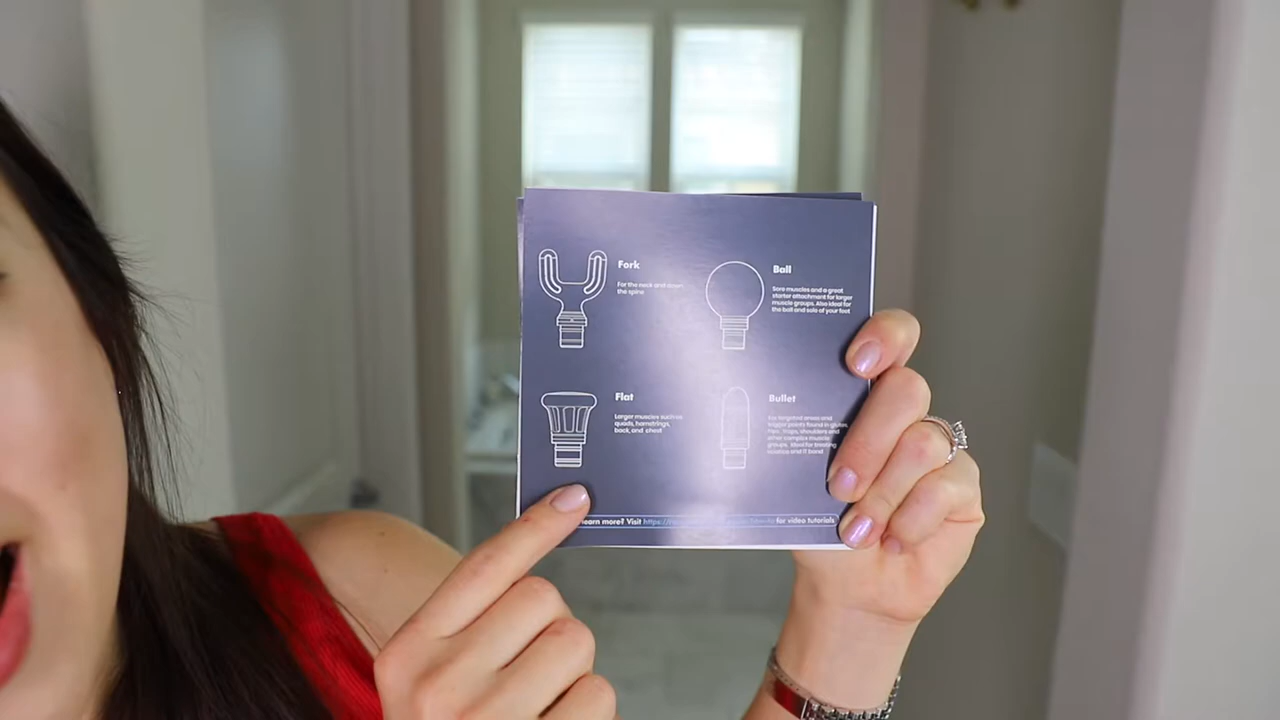 Fork
For the neck and down
the spine
Ball
Sore muscles and a great
starter attachment for larger
muscle groups. Also ideal for
the ball and sole of your foot
Flat
Larger muscles such as
quads, hamstrings,
back, and chest
Bullet
For targeted areas and
trigger points found in glutes,
hips, traps, shoulders and
other complex muscle
groups. Ideal for treating
sciatica and IT band
learn more? Visit https:// for video tutorials